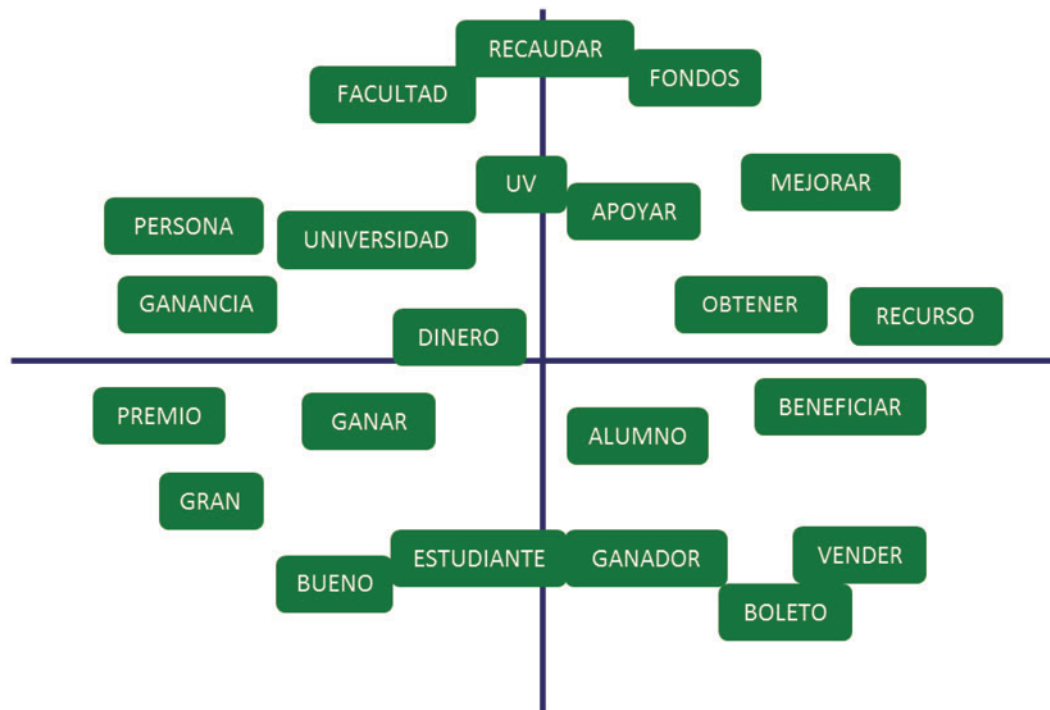 RECAUDAR
FONDOS
FACULTAD
UV
MEJORAR
APOYAR
PERSONA
UNIVERSIDAD
GANANCIA
OBTENER
RECURSO
DINERO
BENEFICIAR
PREMIO
GANAR
ALUMNO
GRAN
ESTUDIANTE
GANADOR
VENDER
BUENO
BOLETO